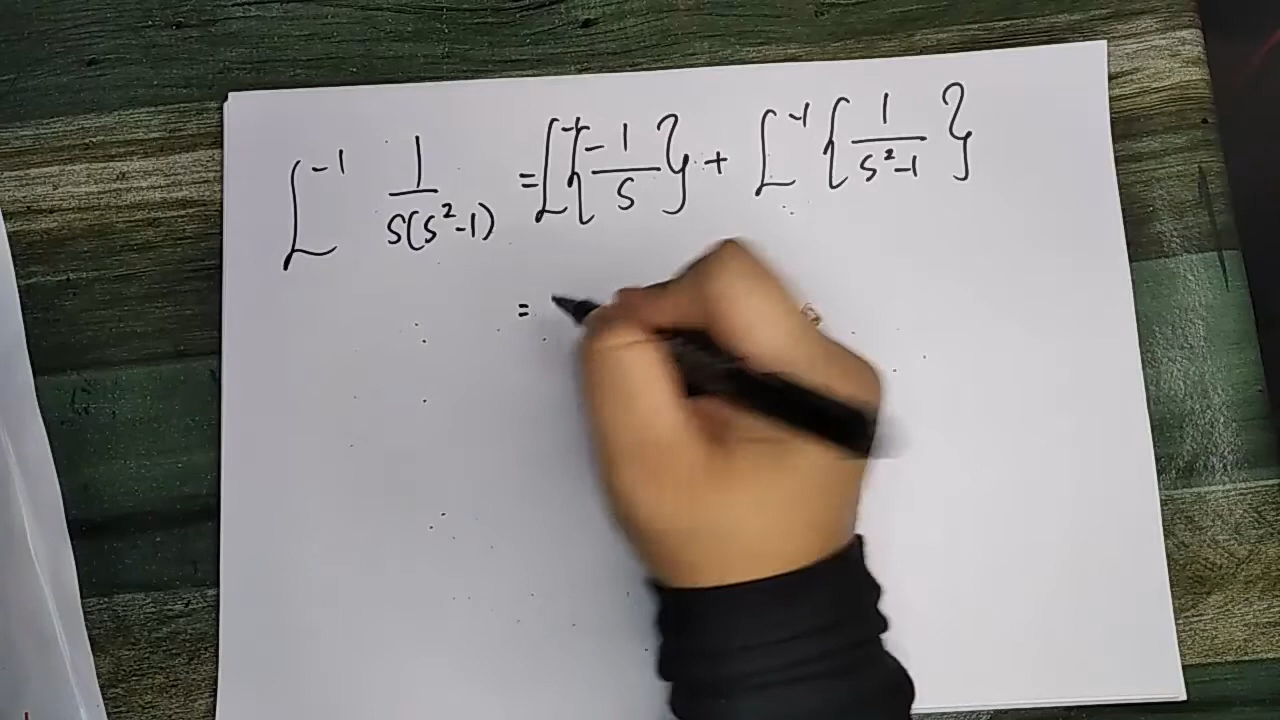 L⁻¹ 1/S(S²-1) = L⁻¹{-1/S} + L⁻¹{1/S²-1}
=